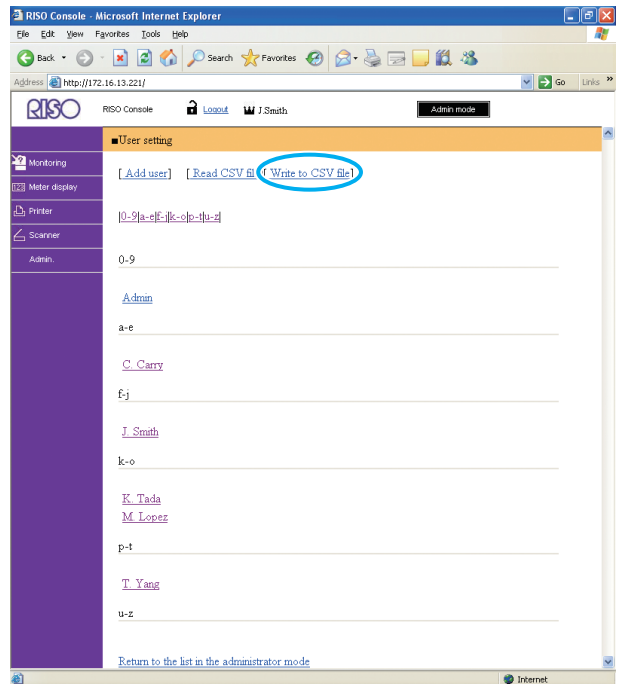 RISO Console - Microsoft Internet Explorer
File Edit View Favorites Tools Help
Back Search Favorites
Address http://172.16.13.221/ Go Links »
RISO RISO Console Logout J.Smith Admin mode
■User setting
Monitoring
[ Add user] [ Read CSV fil [ Write to CSV file]
123 Meter display
Printer
|0-9|a-e|f-j|k-o|p-t|u-z|
Scanner
Admin.
0-9
Admin
a-e
C. Carry
f-j
J. Smith
k-o
K. Tada
M. Lopez
p-t
T. Yang
u-z
Return to the list in the administrator mode
Internet